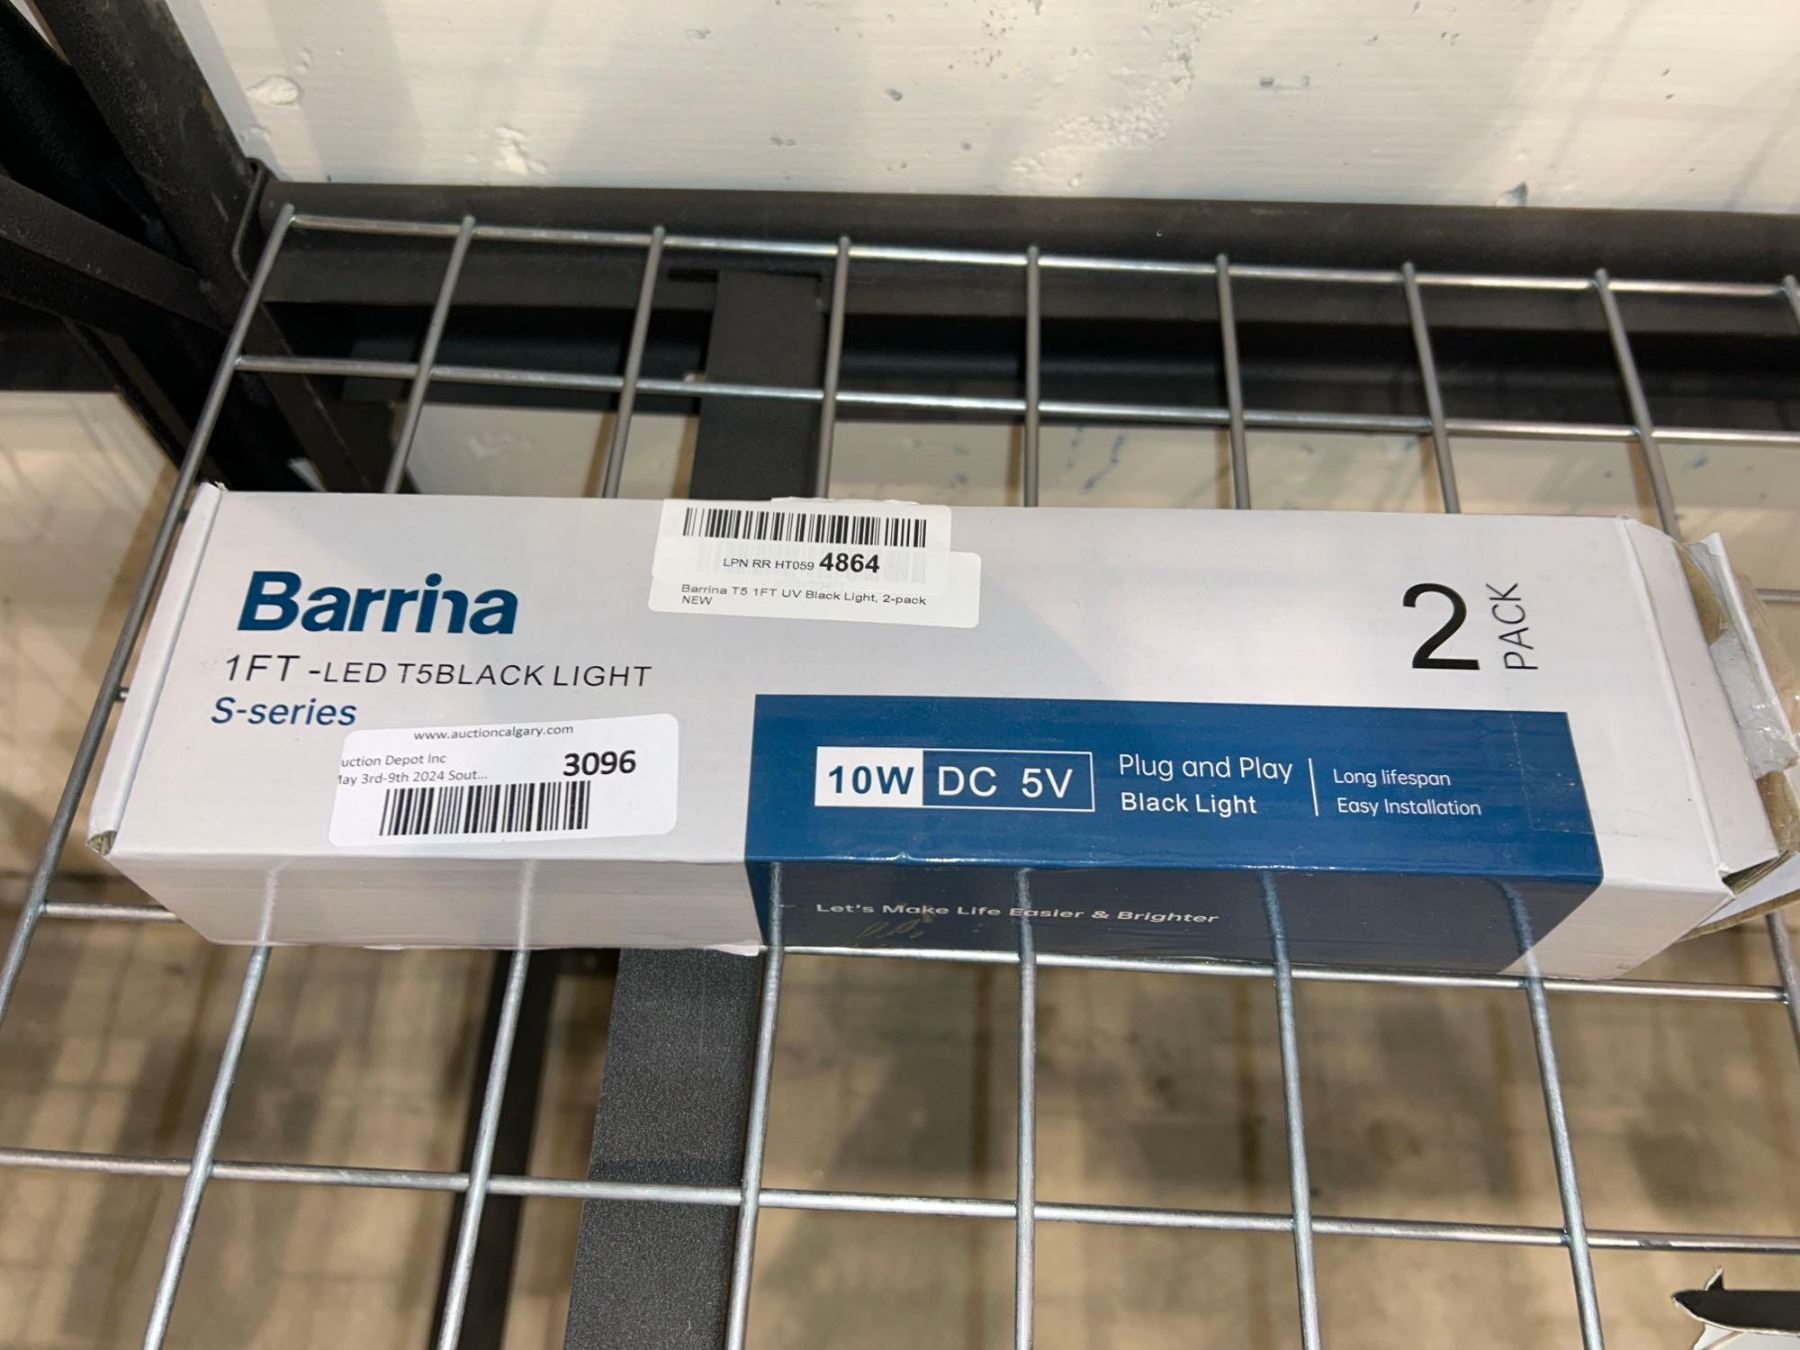 LPN RR HT059 4864
Barrina T5 1FT UV Black Light, 2-pack
NEW
Barrina
1FT -LED T5BLACK LIGHT
S-series
2 PACK
www.auctioncalgary.com
uction Depot Inc
ay 3rd-9th 2024 Sout...
3096
10W DC 5V
Plug and Play
Black Light
Long lifespan
Easy Installation
Let's Make Life Easier & Brighter